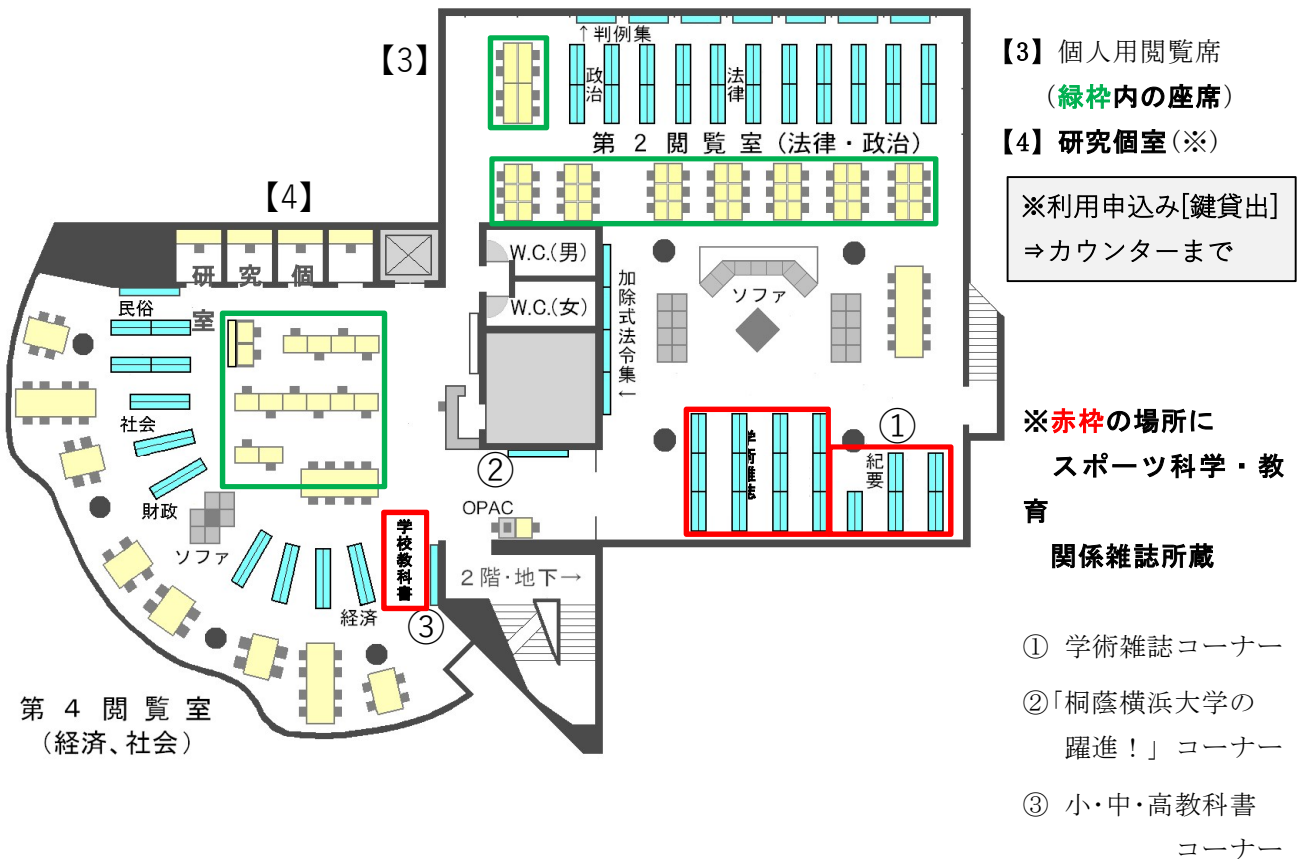 【3】
↑判例集
政治
法律
第 2 閲 覧 室 (法律・政治)
【4】
研 究 個 室
民俗
社会
財政
ソファ
経済
学校教科書
③
第 4 閲 覧 室
(経済、社会)
W.C.(男)
W.C.(女)
加除式法令集←
ソファ
②
OPAC
2階・地下→
学術雑誌
①
紀要
【3】個人用閲覧席
(緑枠内の座席)
【4】研究個室(※)
※利用申込み[鍵貸出]
⇒カウンターまで
※赤枠の場所に
スポーツ科学・教
育
関係雑誌所蔵
① 学術雑誌コーナー
②「桐蔭横浜大学の
躍進！」コーナー
③ 小・中・高教科書
コーナー